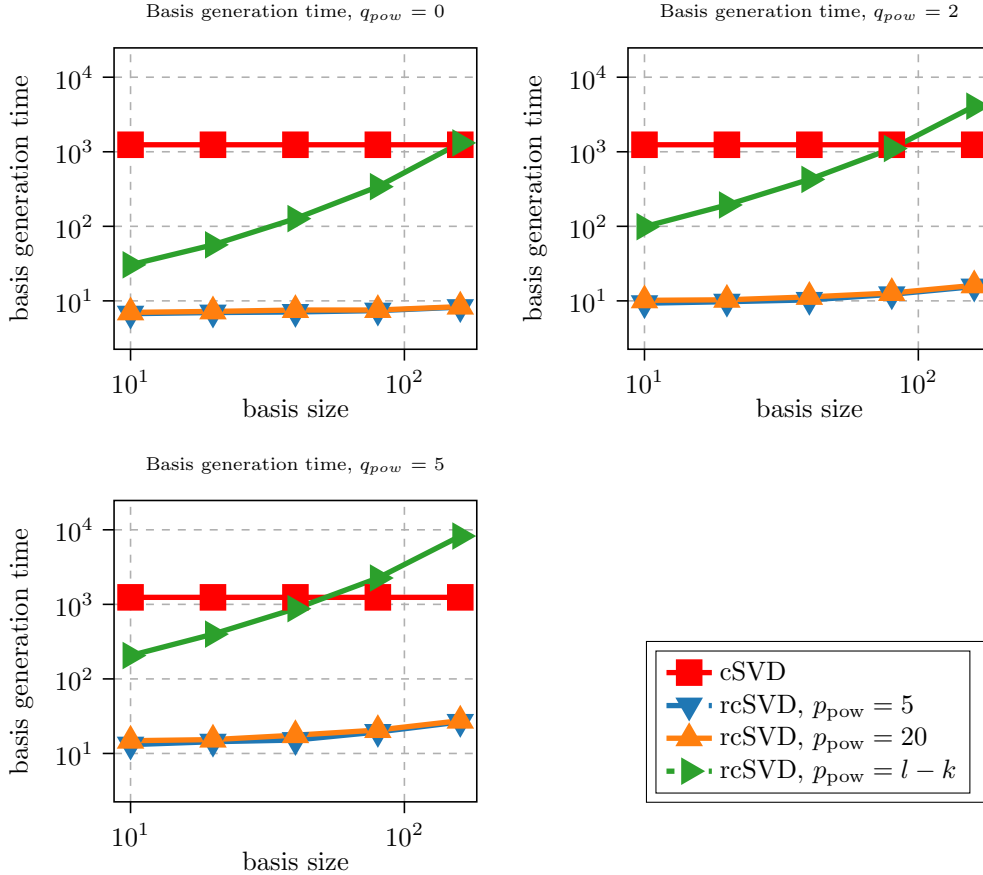 Basis generation time, q_{pow} = 0
basis generation time
10^4
10^3
10^2
10^1
10^1
10^2
basis size
Basis generation time, q_{pow} = 2
basis generation time
10^4
10^3
10^2
10^1
10^1
10^2
basis size
Basis generation time, q_{pow} = 5
basis generation time
10^4
10^3
10^2
10^1
10^1
10^2
basis size
cSVD
rcSVD, p_{pow} = 5
rcSVD, p_{pow} = 20
rcSVD, p_{pow} = l − k